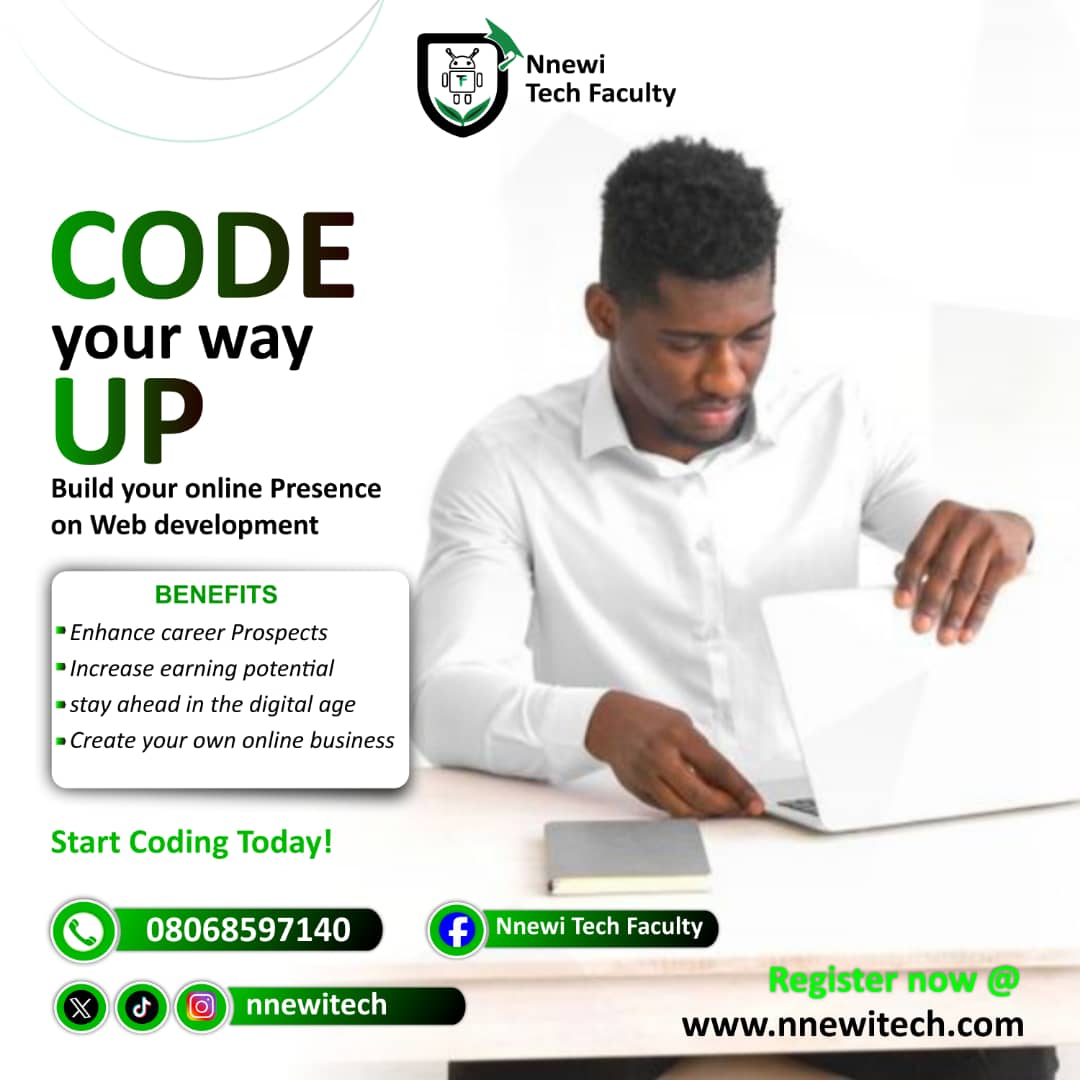 Nnewi
Tech Faculty
CODE
your way
UP
Build your online Presence
on Web development
BENEFITS
Enhance career Prospects
Increase earning potential
stay ahead in the digital age
Create your own online business
Start Coding Today!
08068597140
Nnewi Tech Faculty
nnewitech
Register now @
www.nnewitech.com